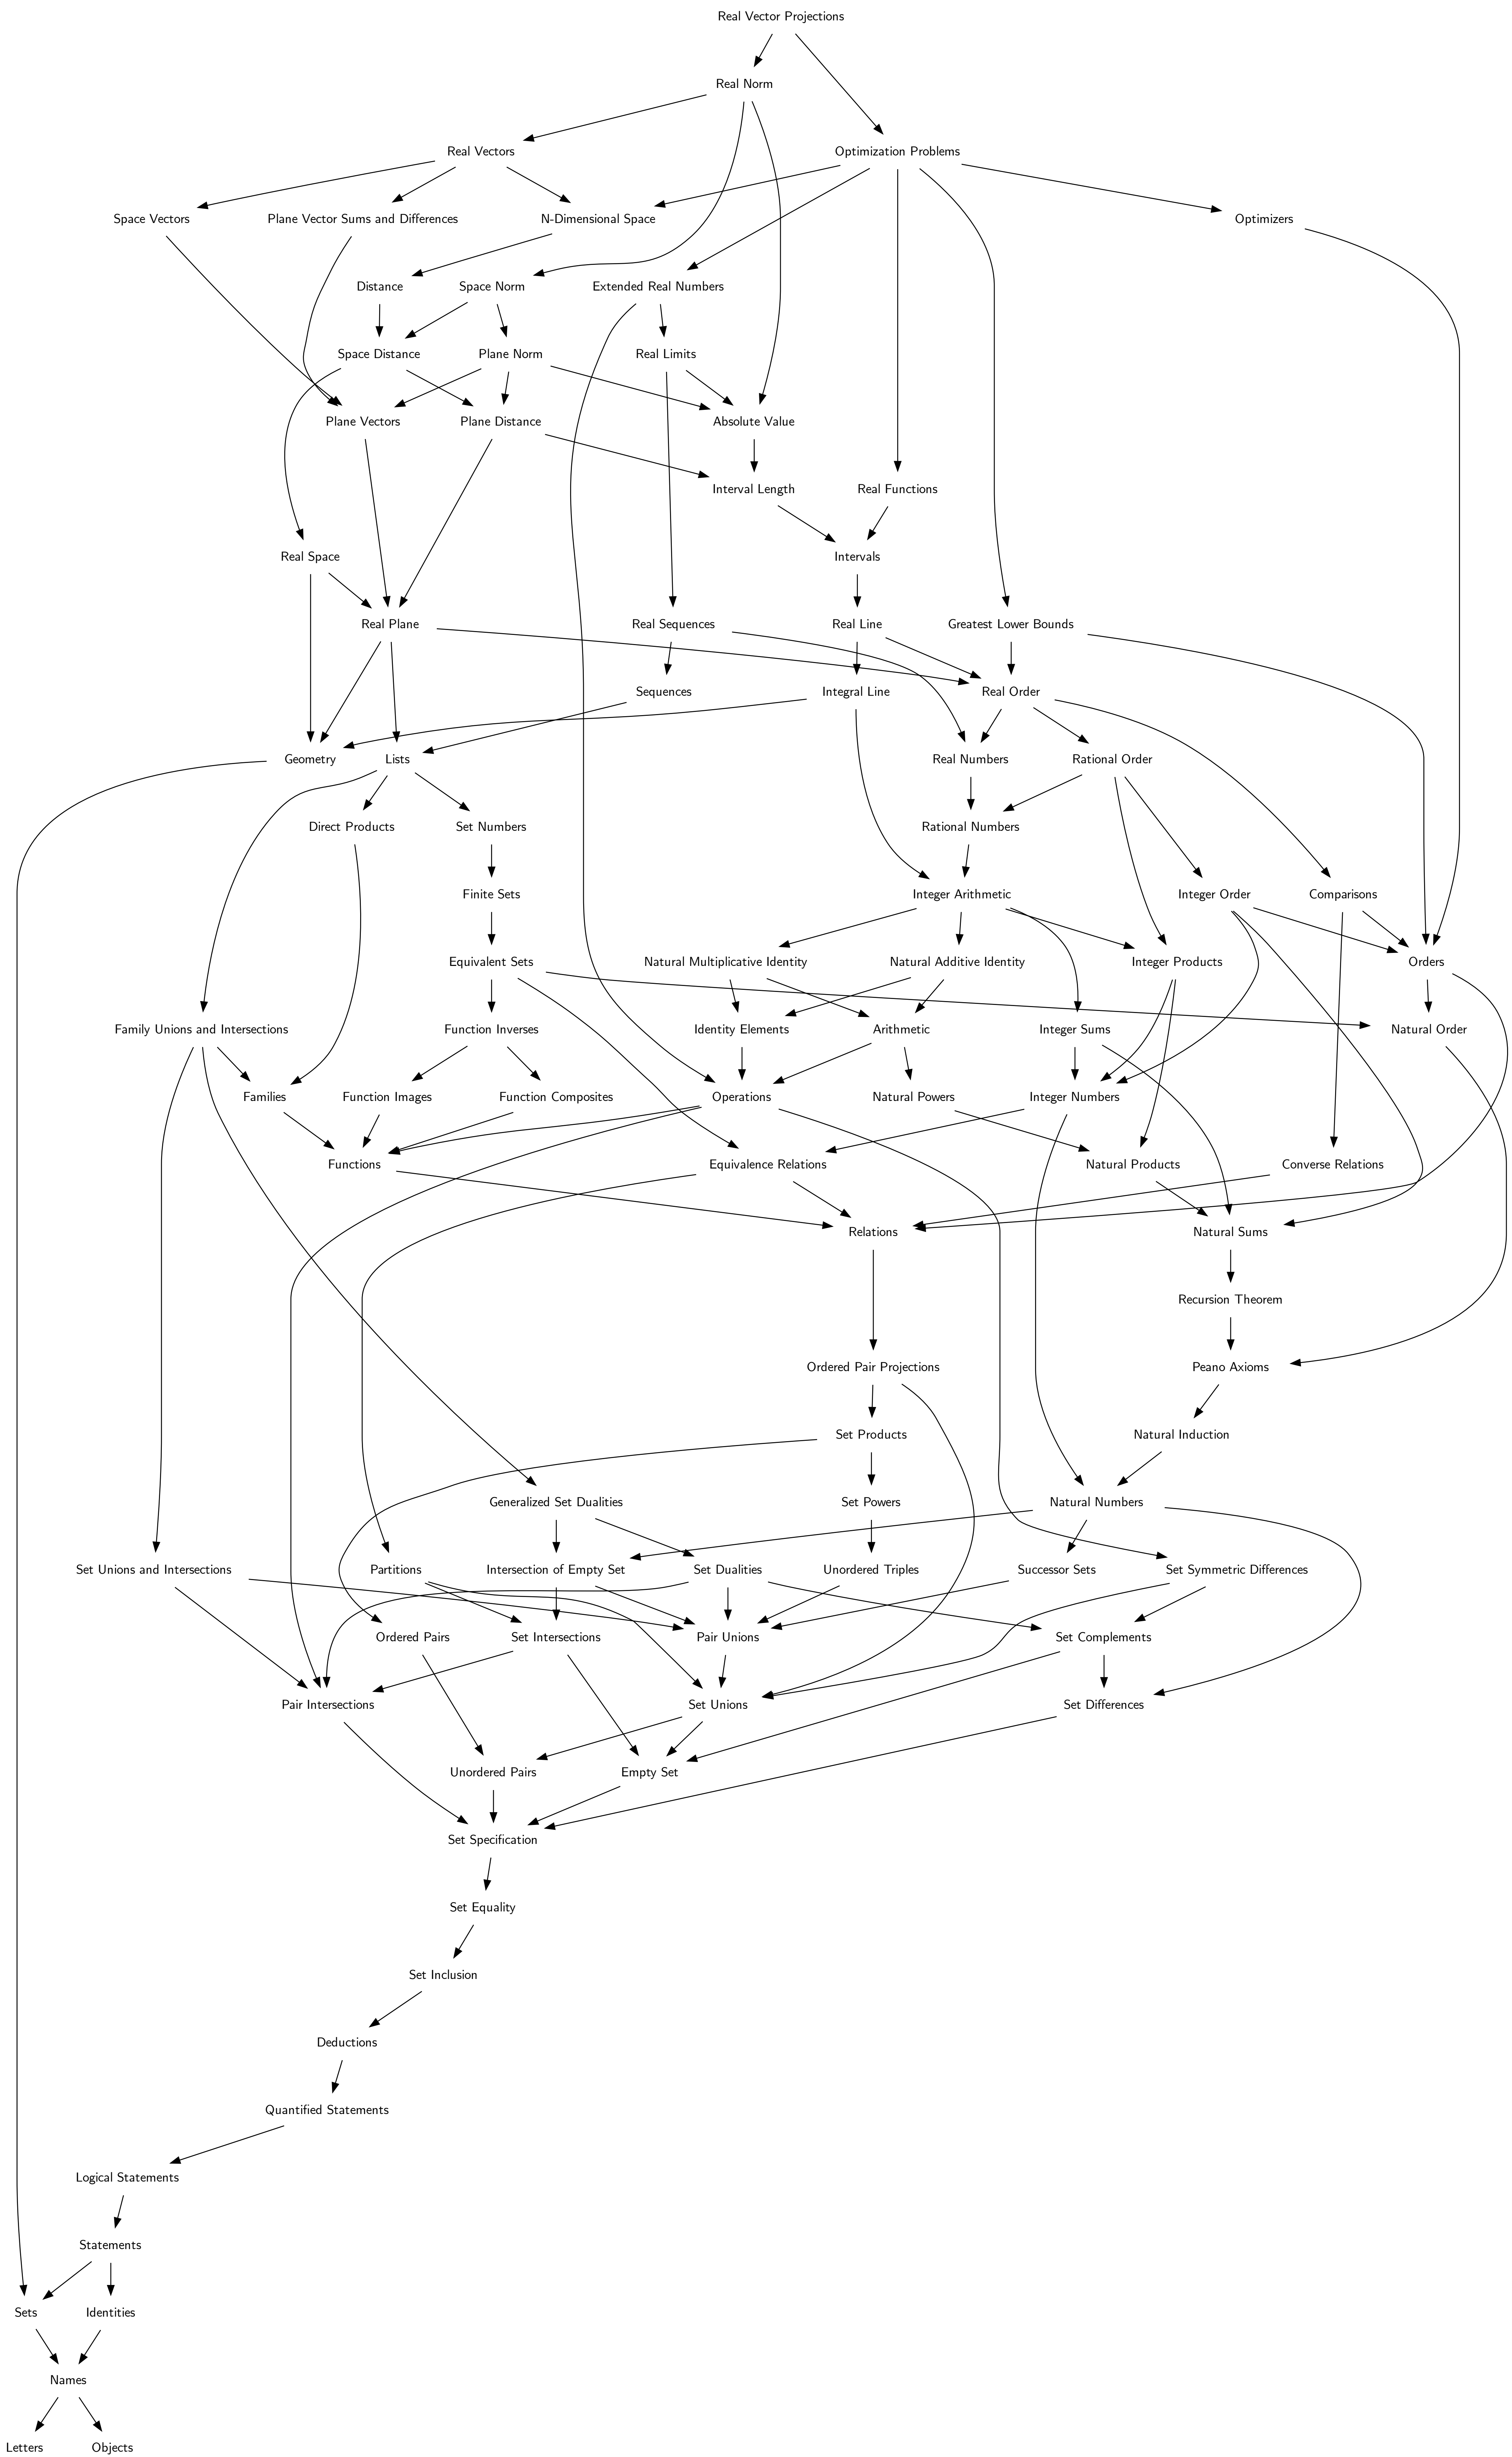 Real Vector Projections
Real Norm
Real Vectors
Optimization Problems
Space Vectors
Plane Vector Sums and Differences
N-Dimensional Space
Optimizers
Distance
Space Norm
Extended Real Numbers
Space Distance
Plane Norm
Real Limits
Plane Vectors
Plane Distance
Absolute Value
Interval Length
Real Functions
Real Space
Intervals
Real Plane
Real Sequences
Real Line
Greatest Lower Bounds
Sequences
Integral Line
Real Order
Geometry
Lists
Real Numbers
Rational Order
Direct Products
Set Numbers
Rational Numbers
Finite Sets
Integer Arithmetic
Integer Order
Comparisons
Equivalent Sets
Natural Multiplicative Identity
Natural Additive Identity
Integer Products
Orders
Family Unions and Intersections
Function Inverses
Identity Elements
Arithmetic
Integer Sums
Natural Order
Families
Function Images
Function Composites
Operations
Natural Powers
Integer Numbers
Functions
Equivalence Relations
Natural Products
Converse Relations
Relations
Natural Sums
Recursion Theorem
Ordered Pair Projections
Peano Axioms
Set Products
Natural Induction
Generalized Set Dualities
Set Powers
Natural Numbers
Set Unions and Intersections
Partitions
Intersection of Empty Set
Set Dualities
Unordered Triples
Successor Sets
Set Symmetric Differences
Ordered Pairs
Set Intersections
Pair Unions
Set Complements
Pair Intersections
Set Unions
Set Differences
Unordered Pairs
Empty Set
Set Specification
Set Equality
Set Inclusion
Deductions
Quantified Statements
Logical Statements
Statements
Sets
Identities
Names
Letters
Objects